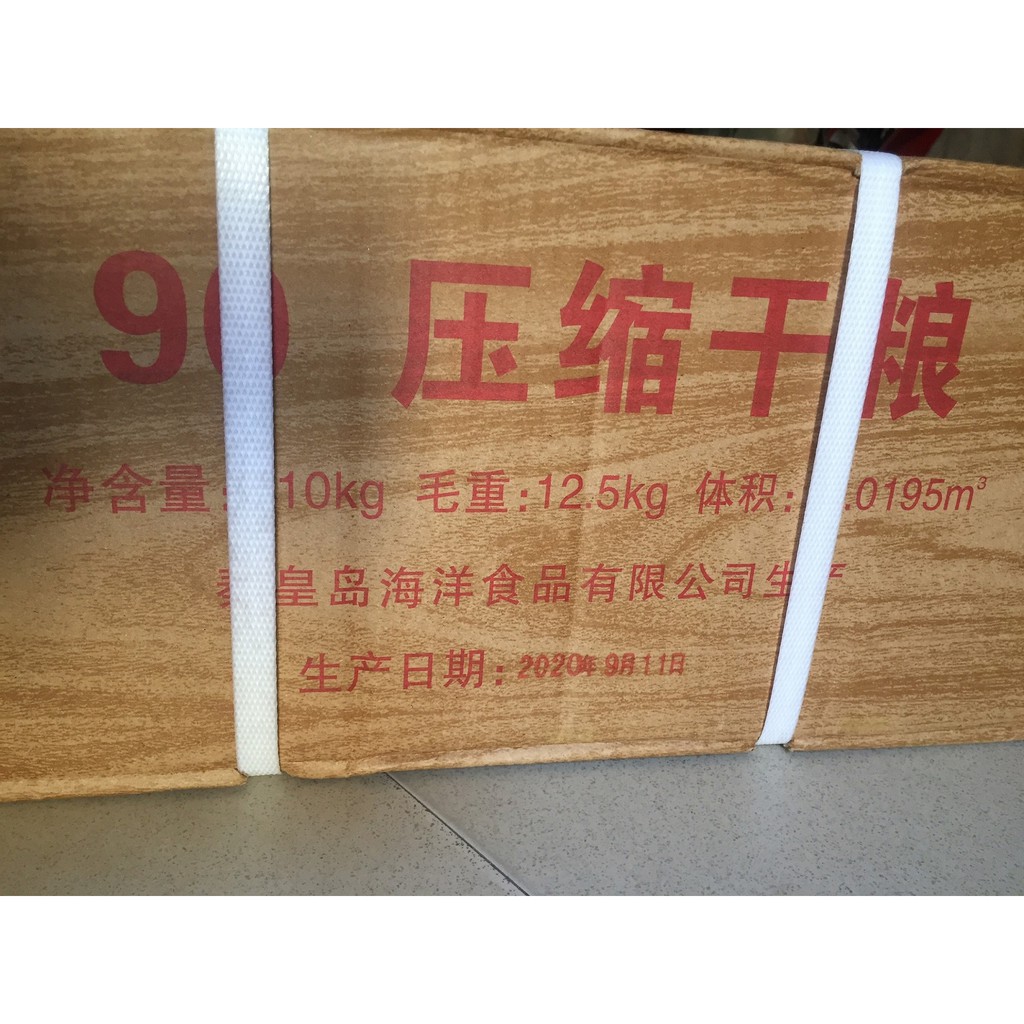 90 压缩干粮
净含量: 10kg 毛重:12.5kg 体积: .0195m³
秦皇岛海洋食品有限公司生产
生产日期: 2020年9月11日